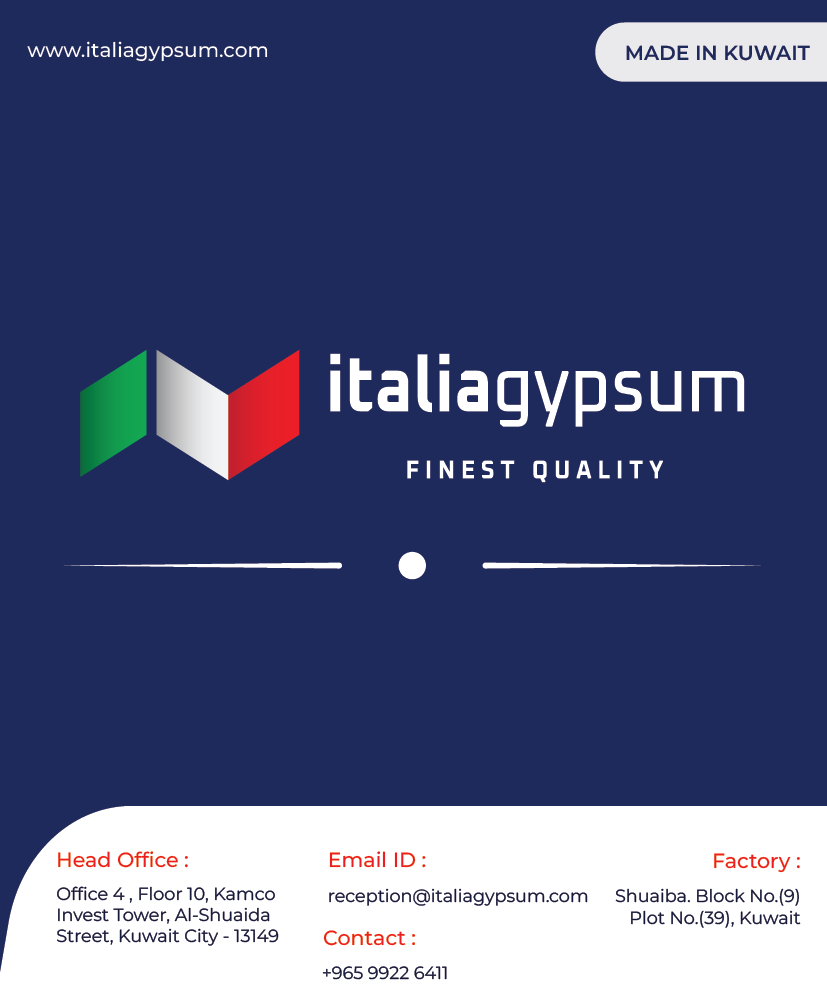 www.italiagypsum.com
MADE IN KUWAIT
italiagypsum
FINEST QUALITY
Head Office :
Office 4 , Floor 10, Kamco
Invest Tower, Al-Shuaida
Street, Kuwait City - 13149
Email ID :
reception@italiagypsum.com
Contact :
+965 9922 6411
Factory :
Shuaiba. Block No.(9)
Plot No.(39), Kuwait